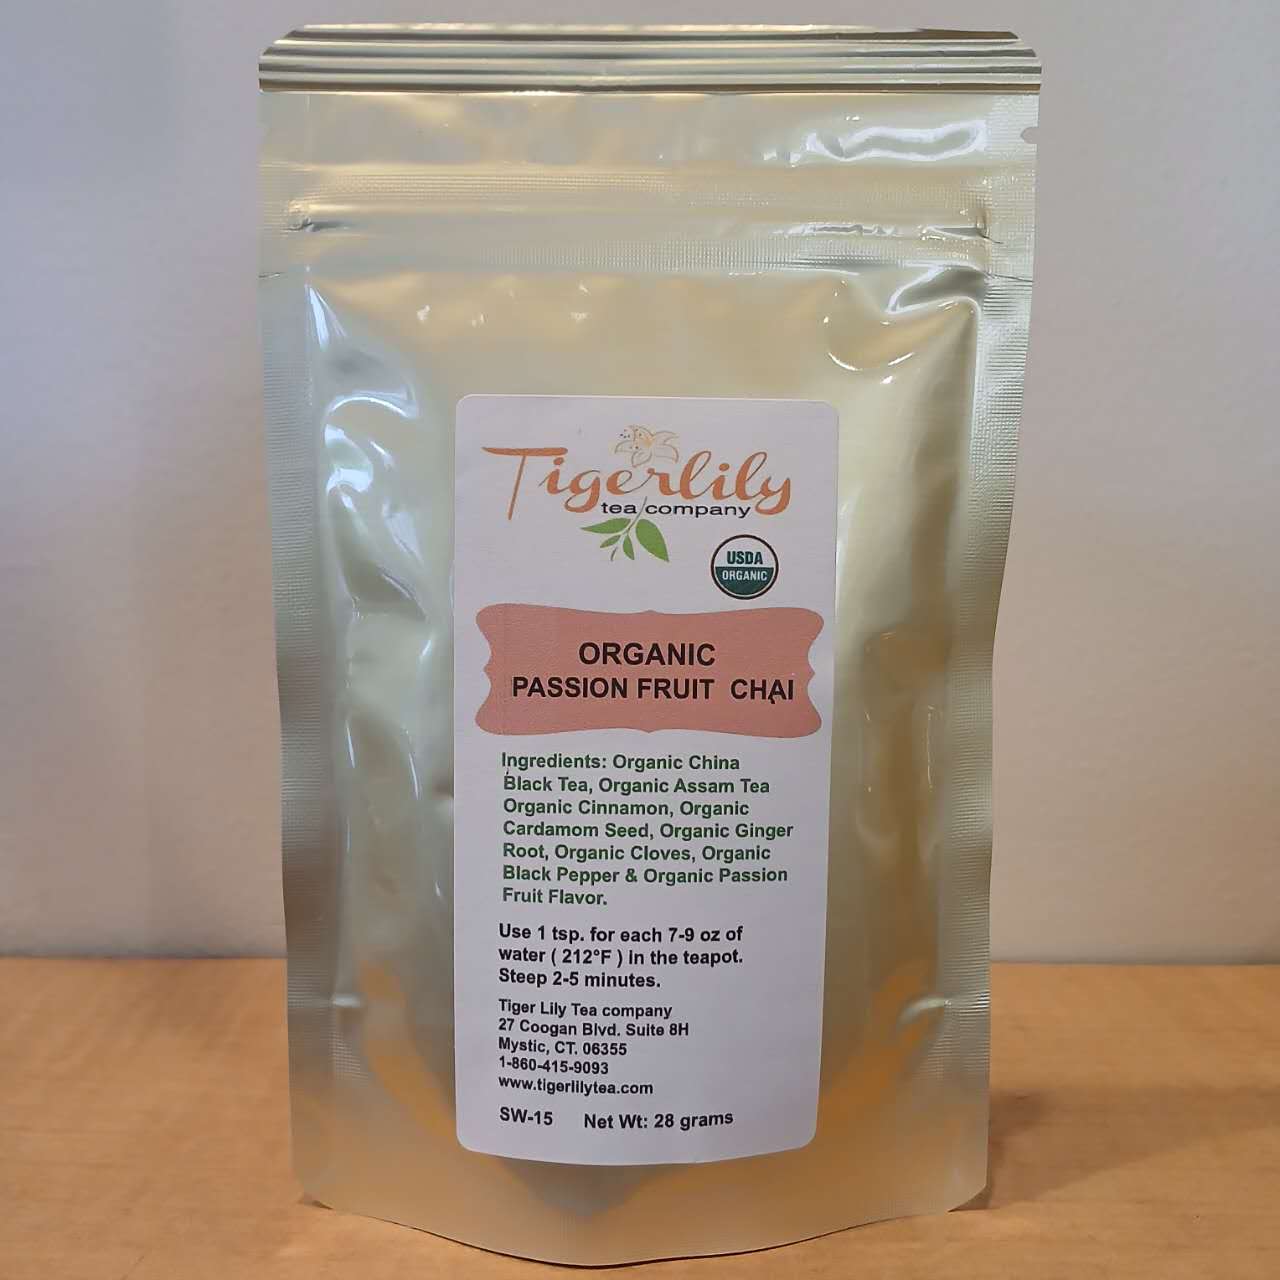 Tigerlily
tea company
USDA
ORGANIC
ORGANIC
PASSION FRUIT CHAI
Ingredients: Organic China
Black Tea, Organic Assam Tea
Organic Cinnamon, Organic
Cardamom Seed, Organic Ginger
Root, Organic Cloves, Organic
Black Pepper & Organic Passion
Fruit Flavor.
Use 1 tsp. for each 7-9 oz of
water ( 212°F ) in the teapot.
Steep 2-5 minutes.
Tiger Lily Tea company
27 Coogan Blvd. Suite 8H
Mystic, CT. 06355
1-860-415-9093
www.tigerlilytea.com
SW-15 Net Wt: 28 grams